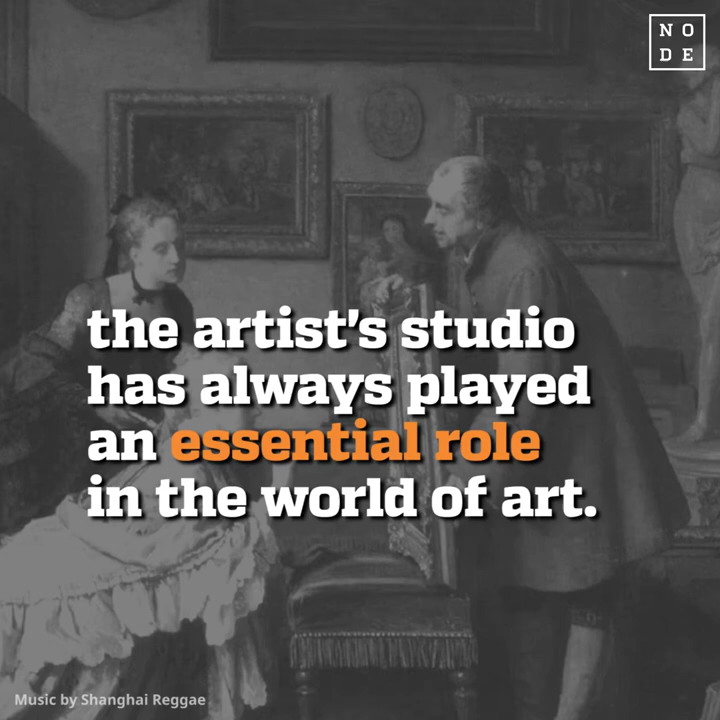 N O
D E
the artist's studio
has always played
an essential role
in the world of art.
Music by Shanghai Reggae